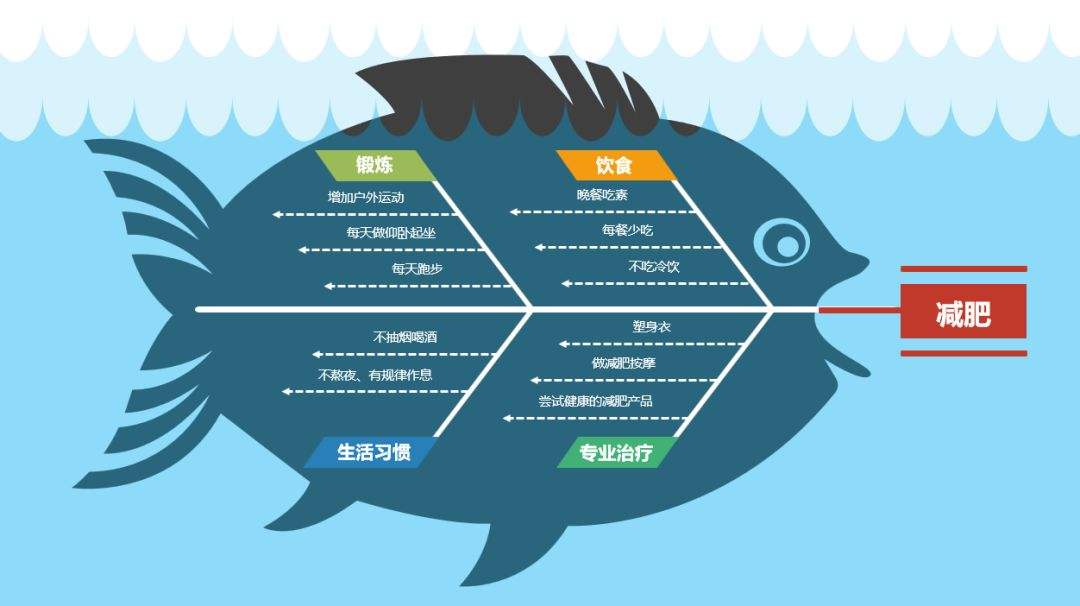 锻炼
增加户外运动
每天做仰卧起坐
每天跑步
饮食
晚餐吃素
每餐少吃
不吃冷饮
减肥
不抽烟喝酒
不熬夜、有规律作息
生活习惯
塑身衣
做减肥按摩
尝试健康的减肥产品
专业治疗